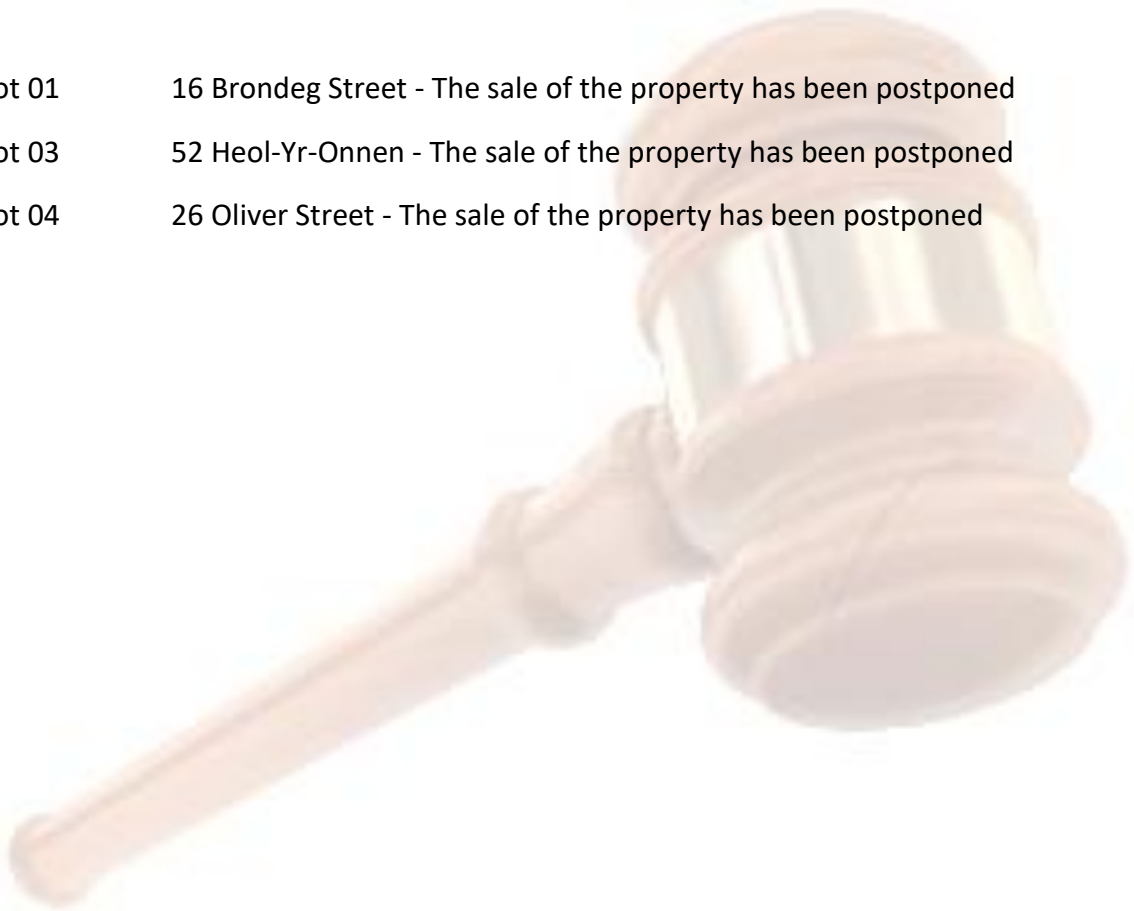 ot 01 16 Brondeg Street - The sale of the property has been postponed
ot 03 52 Heol-Yr-Onnen - The sale of the property has been postponed
ot 04 26 Oliver Street - The sale of the property has been postponed